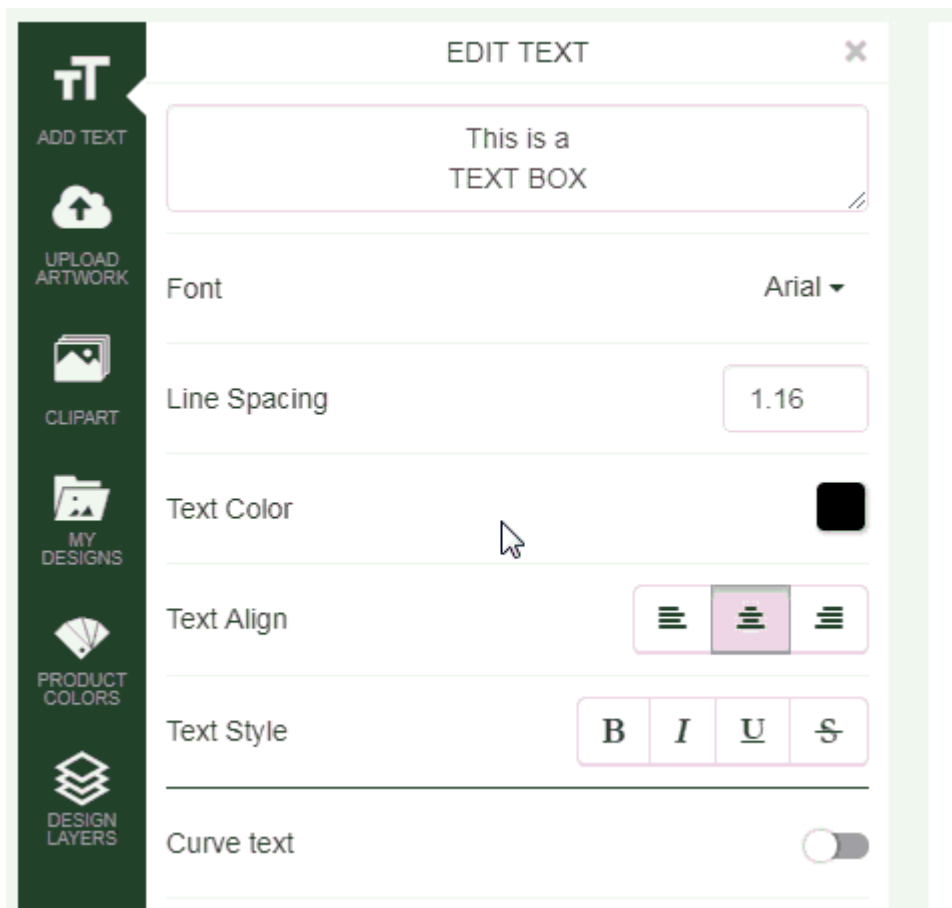 EDIT TEXT
ADD TEXT
This is a
TEXT BOX
UPLOAD
ARTWORK
Font
Arial
Line Spacing
1.16
CLIPART
Text Color
MY
DESIGNS
Text Align
PRODUCT
COLORS
Text Style
B I U S
DESIGN
LAYERS
Curve text